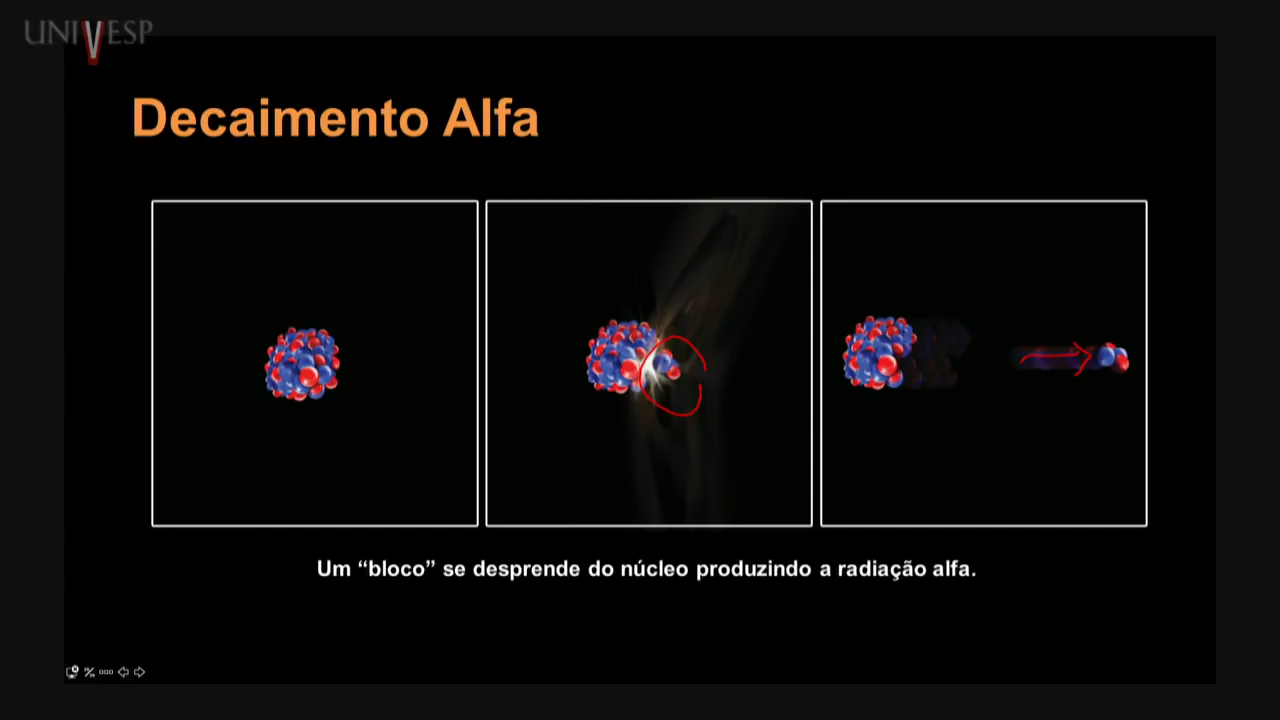 UNIVESP
Decaimento Alfa
Um “bloco” se desprende do núcleo produzindo a radiação alfa.